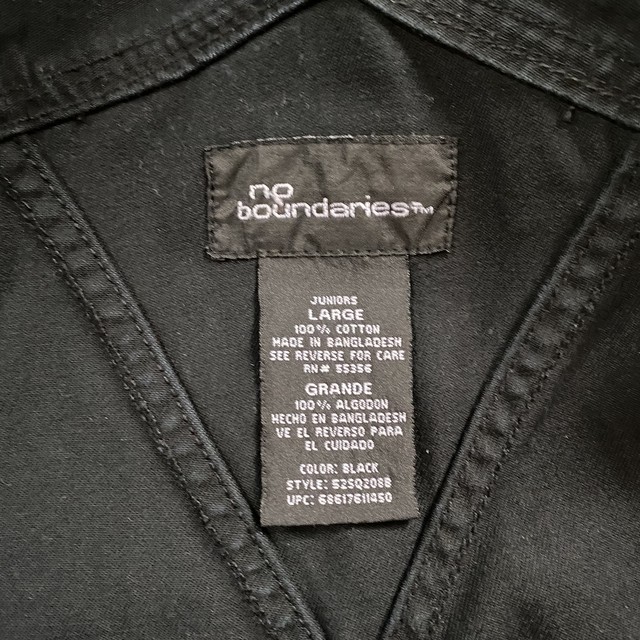 no
boundaries™
JUNIORS
LARGE
100% COTTON
MADE IN BANGLADESH
SEE REVERSE FOR CARE
RN# 55356
GRANDE
100% ALGODON
HECHO EN BANGLADESH
VE EL REVERSO PARA
EL CUIDADO
COLOR: BLACK
STYLE: 52SQ208B
UPC: 68617611450